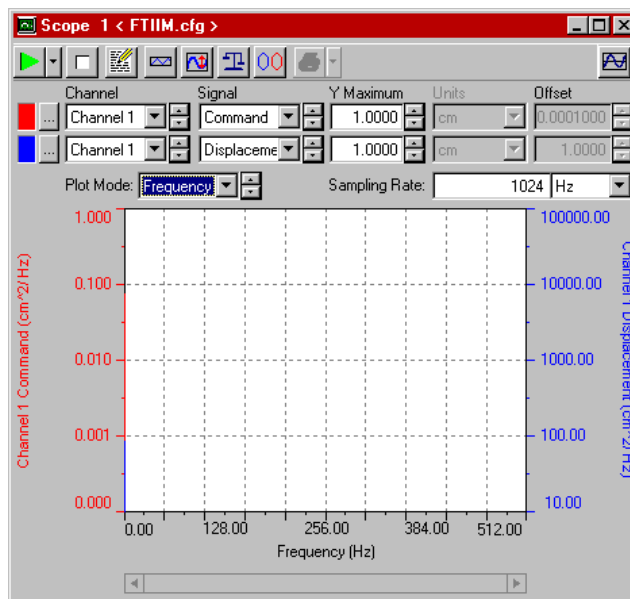 Scope 1 < FTIIM.cfg >
Channel Signal Y Maximum Units Offset
... Channel 1 Command 1.0000 cm 0.0001000
... Channel 1 Displaceme 1.0000 cm 1.0000
Plot Mode: Frequency Sampling Rate: 1024 Hz
1.000 100000.00
0.100 10000.00
0.010 1000.00
0.001 100.00
0.000 10.00
Channel 1 Command (cm^2/ Hz)
Channel 1 Displacement (cm^2/ Hz)
0.00 128.00 256.00 384.00 512.00
Frequency (Hz)